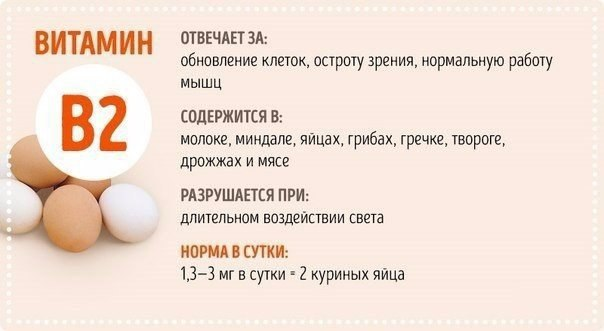 ВИТАМИН
B2
ОТВЕЧАЕТ ЗА:
обновление клеток, остроту зрения, нормальную работу
мышц
СОДЕРЖИТСЯ В:
молоке, миндале, яйцах, грибах, гречке, твороге,
дрожжах и мясе
РАЗРУШАЕТСЯ ПРИ:
длительном воздействии света
НОРМА В СУТКИ:
1,3–3 мг в сутки = 2 куриных яйца